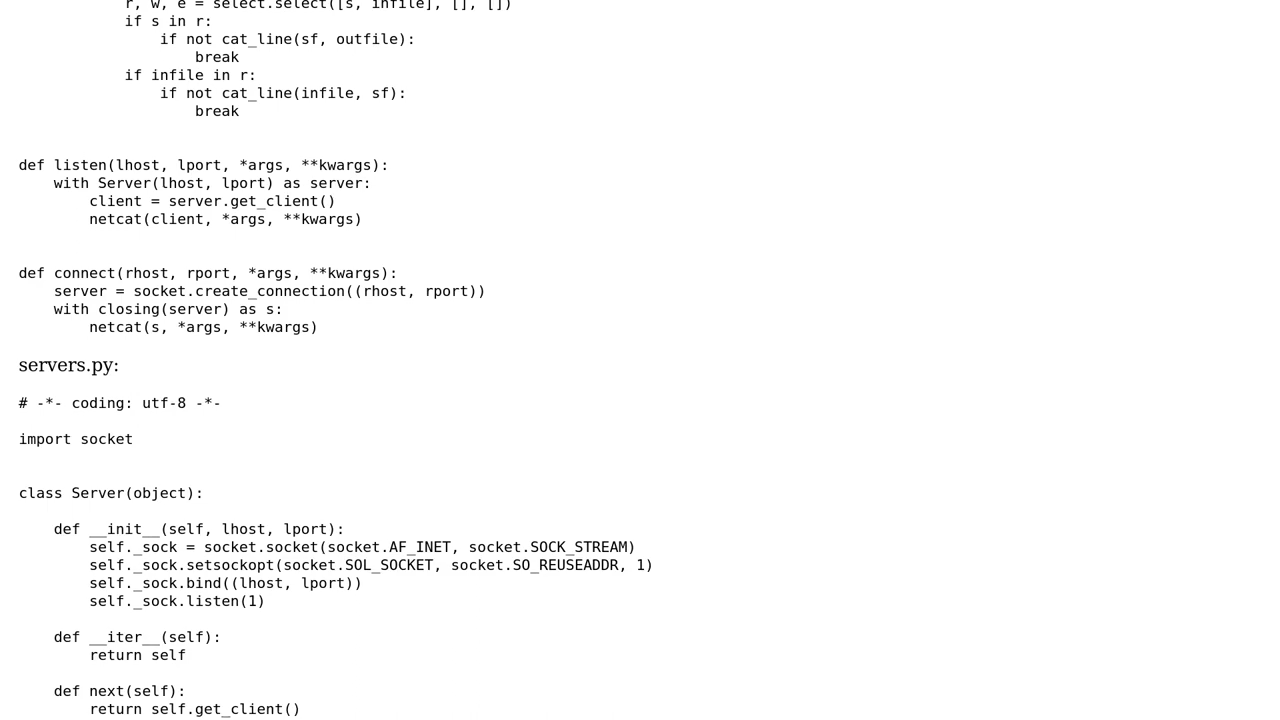 r, w, e = select.select([s, infile], [], [])
            if s in r:
                if not cat_line(sf, outfile):
                    break
            if infile in r:
                if not cat_line(infile, sf):
                    break


def listen(lhost, lport, *args, **kwargs):
    with Server(lhost, lport) as server:
        client = server.get_client()
        netcat(client, *args, **kwargs)


def connect(rhost, rport, *args, **kwargs):
    server = socket.create_connection((rhost, rport))
    with closing(server) as s:
        netcat(s, *args, **kwargs)

servers.py:

# -*- coding: utf-8 -*-

import socket


class Server(object):

    def __init__(self, lhost, lport):
        self._sock = socket.socket(socket.AF_INET, socket.SOCK_STREAM)
        self._sock.setsockopt(socket.SOL_SOCKET, socket.SO_REUSEADDR, 1)
        self._sock.bind((lhost, lport))
        self._sock.listen(1)

    def __iter__(self):
        return self

    def next(self):
        return self.get_client()